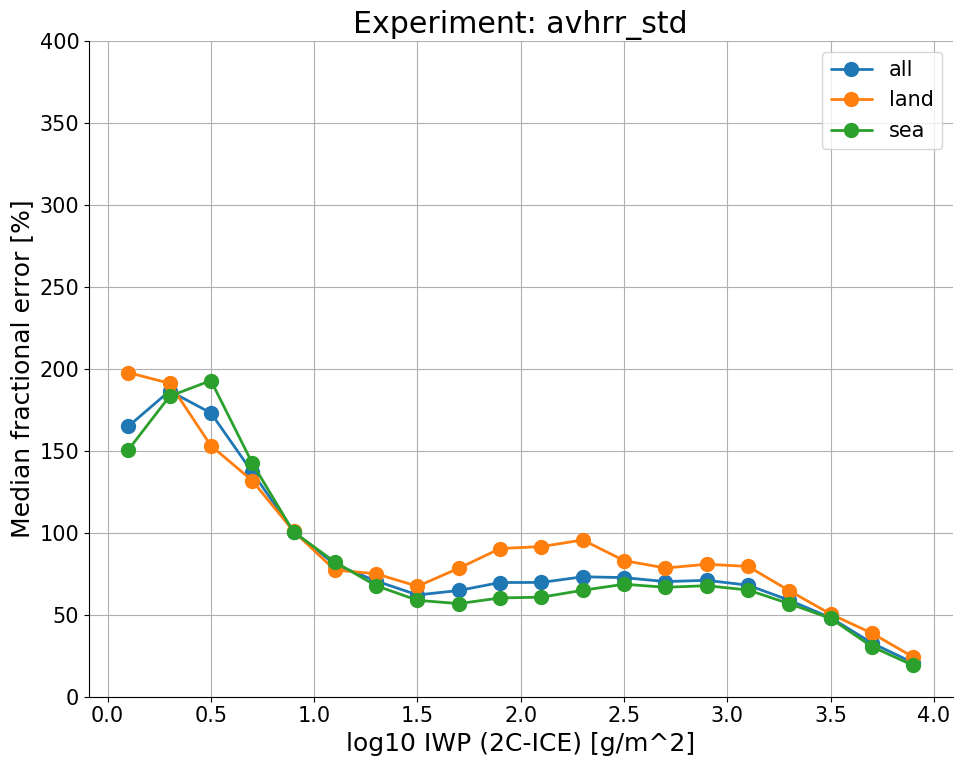 Experiment: avhrr_std
400
350
300
250
200
150
100
50
0
Median fractional error [%]
all
land
sea
0.0 0.5 1.0 1.5 2.0 2.5 3.0 3.5 4.0
log10 IWP (2C-ICE) [g/m^2]